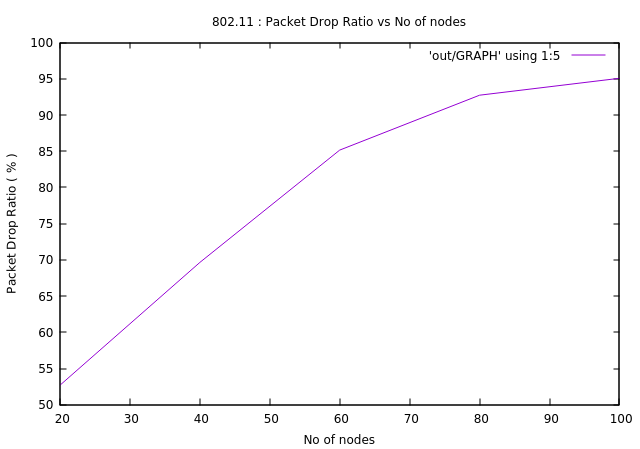 802.11 : Packet Drop Ratio vs No of nodes
'out/GRAPH' using 1:5
100
95
90
85
80
75
70
65
60
55
50
Packet Drop Ratio ( % )
20 30 40 50 60 70 80 90 100
No of nodes